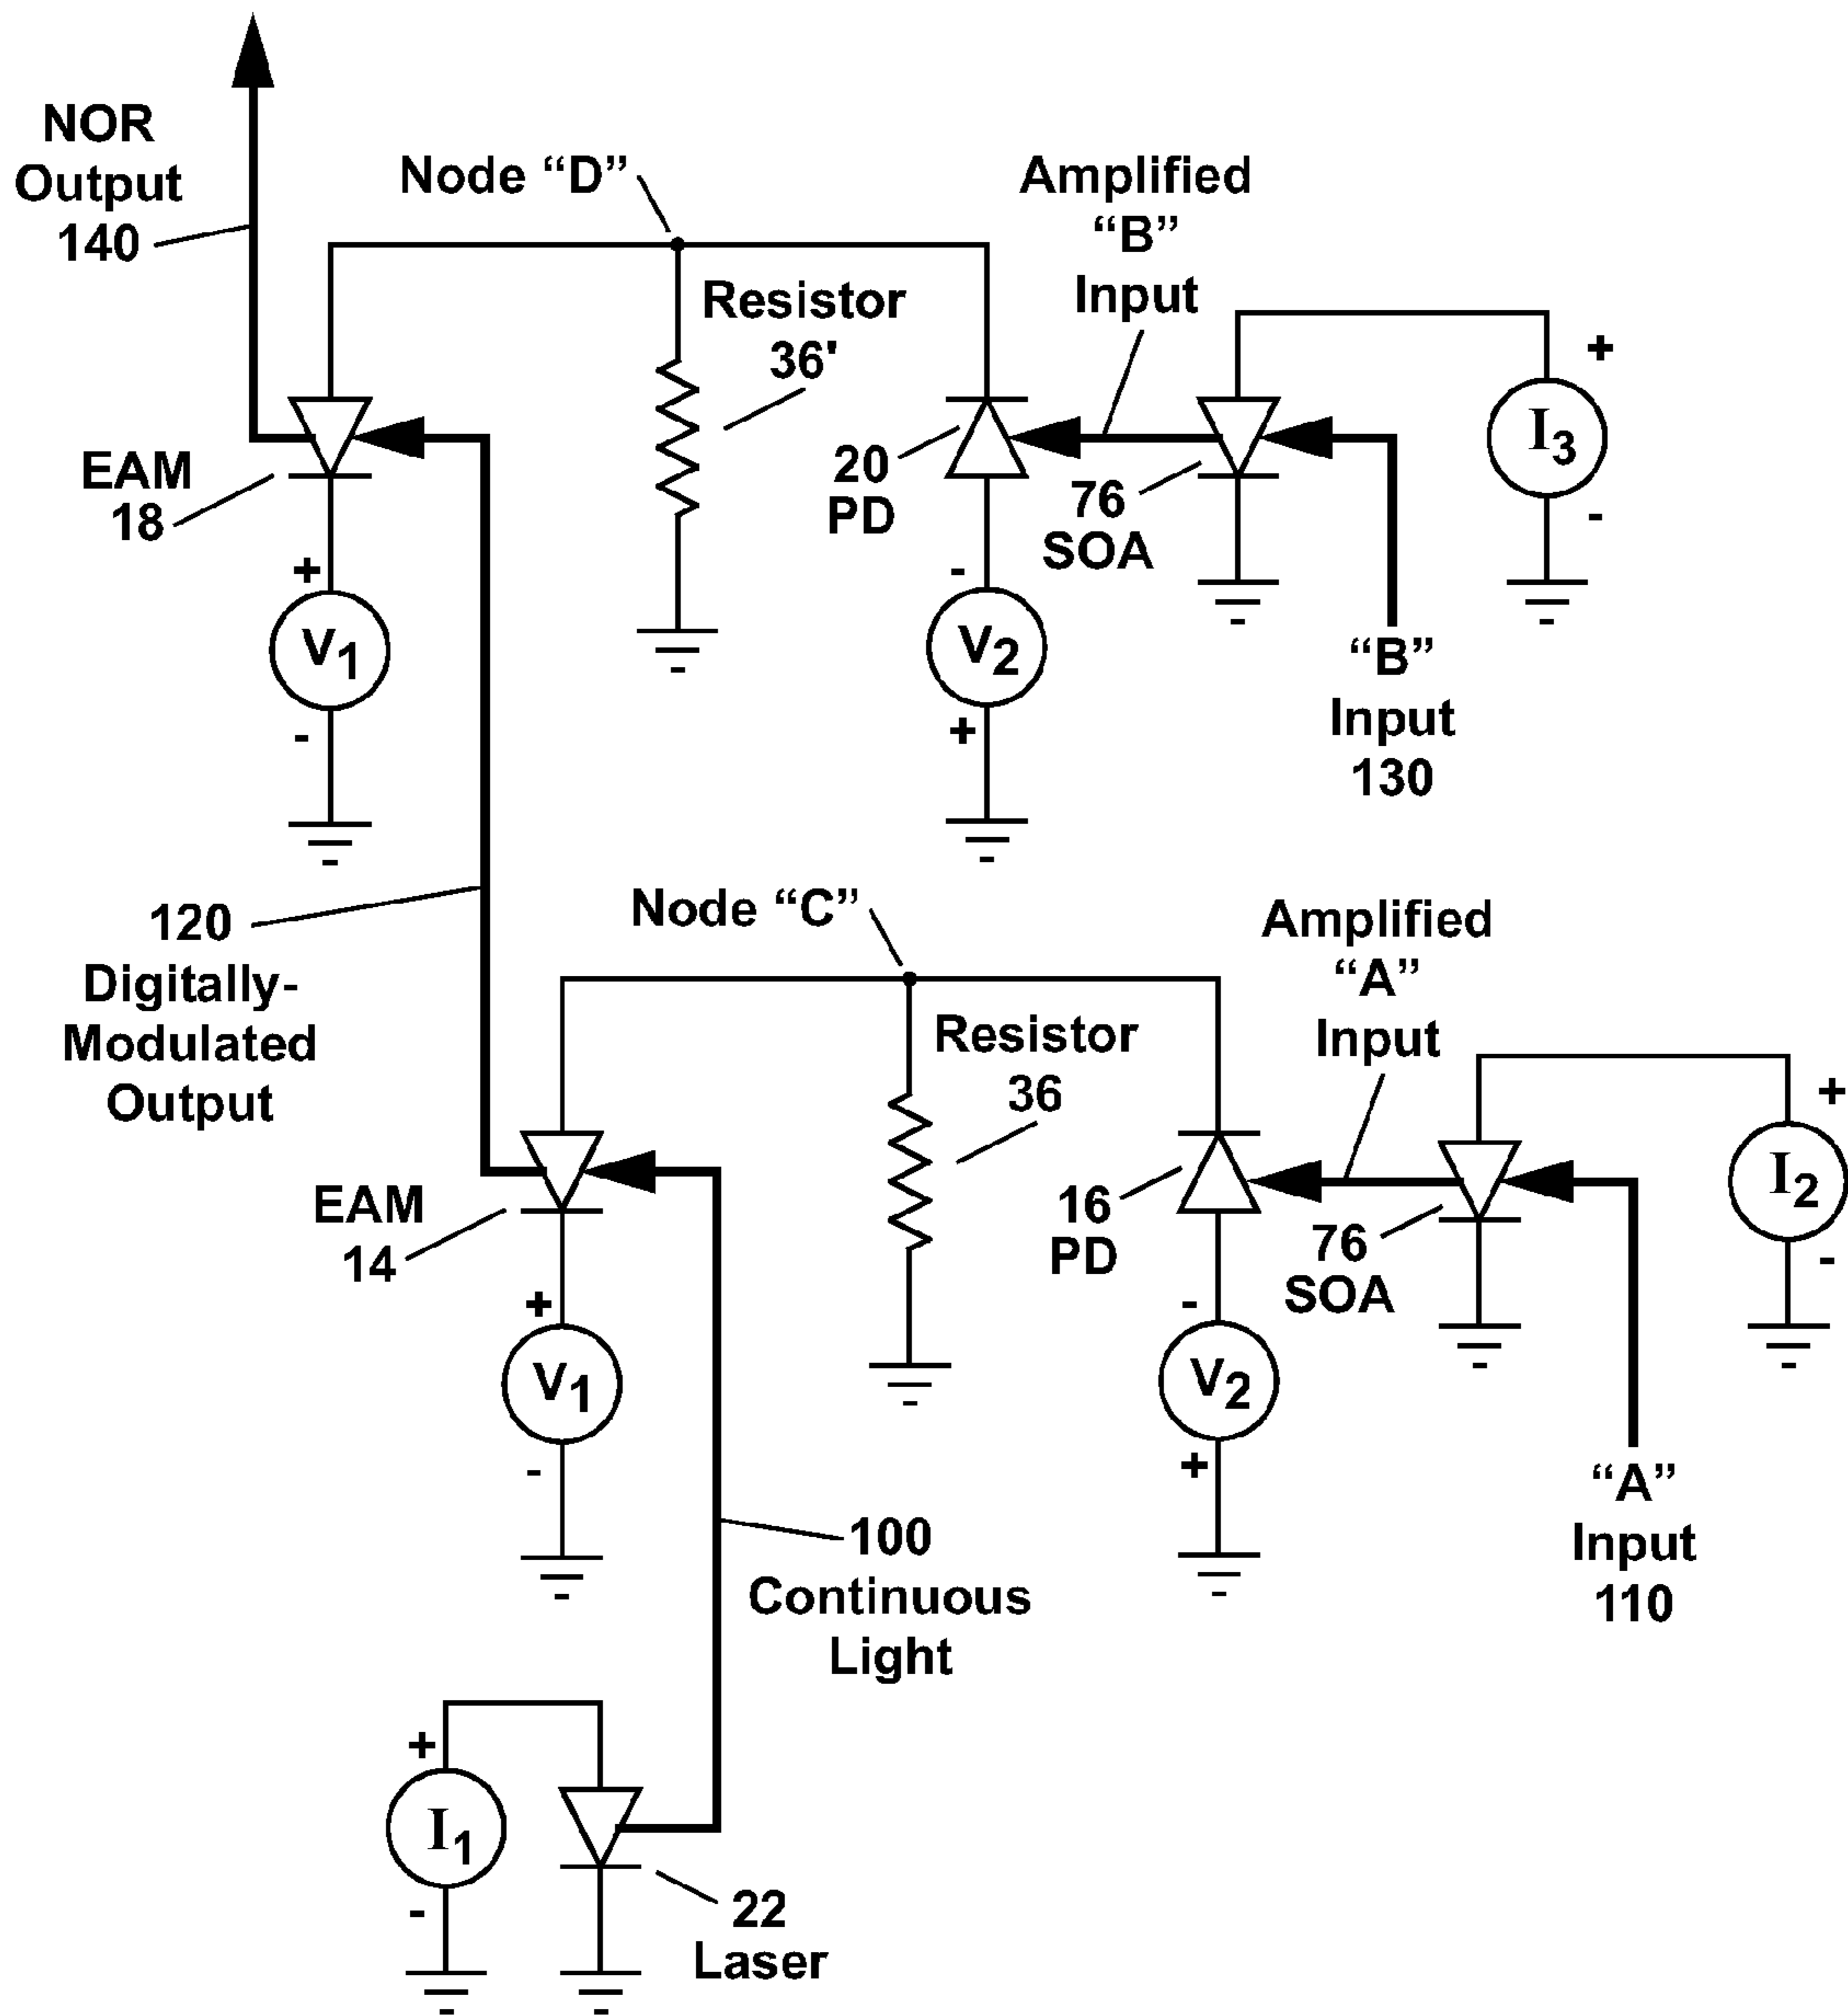 NOR
Output
140
Node “D”
Amplified
“B”
Input
Resistor
36'
+
I3
-
EAM
18
20
PD
76
SOA
+
V1
-
-
V2
+
“B”
Input
130
120
Digitally-
Modulated
Output
Node “C”
Amplified
“A”
Input
Resistor
36
+
I2
-
EAM
14
16
PD
76
SOA
+
V1
-
-
V2
+
“A”
Input
110
100
Continuous
Light
+
I1
-
22
Laser